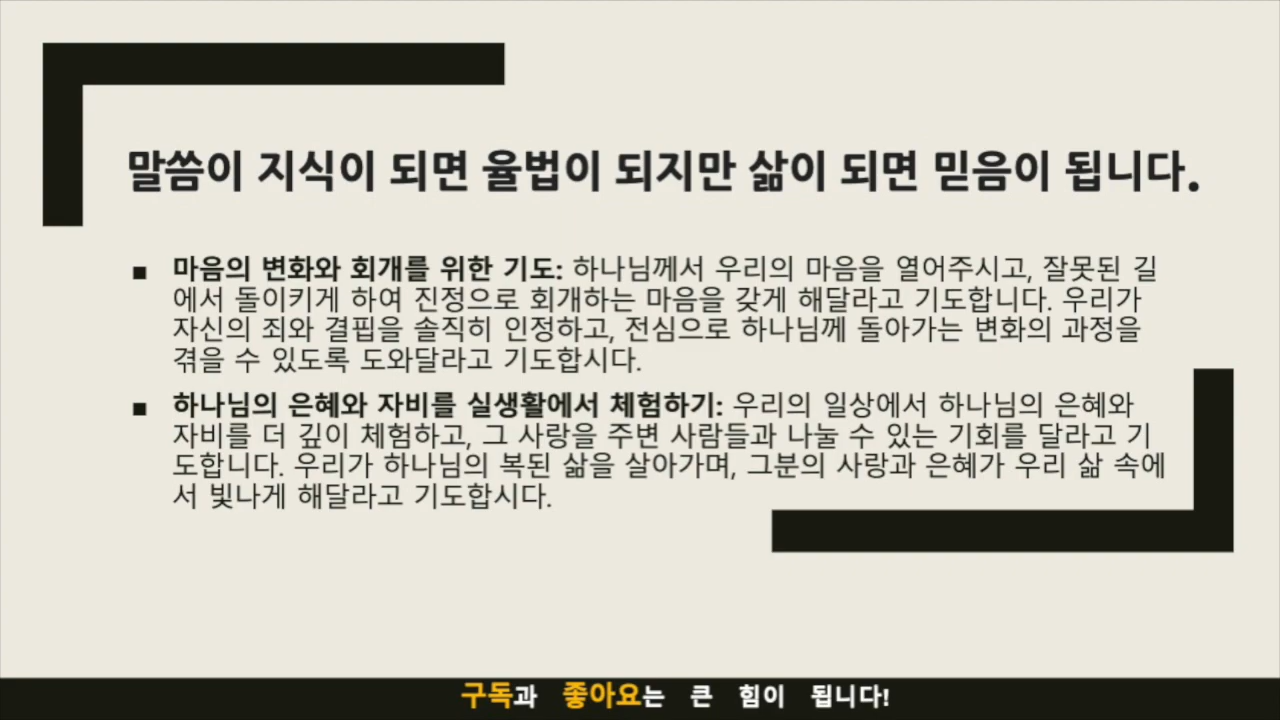 말씀이 지식이 되면 율법이 되지만 삶이 되면 믿음이 됩니다.
■ 마음의 변화와 회개를 위한 기도: 하나님께서 우리의 마음을 열어주시고, 잘못된 길
에서 돌이키게 하여 진정으로 회개하는 마음을 갖게 해달라고 기도합니다. 우리가
자신의 죄와 결핍을 솔직히 인정하고, 전심으로 하나님께 돌아가는 변화의 과정을
겪을 수 있도록 도와달라고 기도합시다.
■ 하나님의 은혜와 자비를 실생활에서 체험하기: 우리의 일상에서 하나님의 은혜와
자비를 더 깊이 체험하고, 그 사랑을 주변 사람들과 나눌 수 있는 기회를 달라고 기
도합니다. 우리가 하나님의 복된 삶을 살아가며, 그분의 사랑과 은혜가 우리 삶 속에
서 빛나게 해달라고 기도합시다.
구독과 좋아요는 큰 힘이 됩니다!